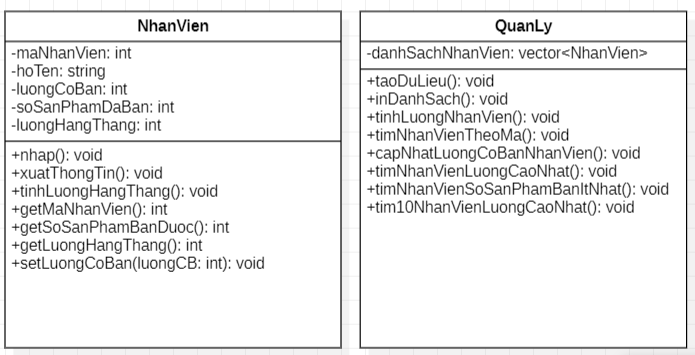 NhanVien
-maNhanVien: int
-hoTen: string
-luongCoBan: int
-soSanPhamDaBan: int
-luongHangThang: int
+nhap(): void
+xuatThongTin(): void
+tinhLuongHangThang(): void
+getMaNhanVien(): int
+getSoSanPhamBanDuoc(): int
+getLuongHangThang(): int
+setLuongCoBan(luongCB: int): void
QuanLy
-danhSachNhanVien: vector<NhanVien>
+taoDuLieu(): void
+inDanhSach(): void
+tinhLuongNhanVien(): void
+timNhanVienTheoMa(): void
+capNhatLuongCoBanNhanVien(): void
+timNhanVienLuongCaoNhat(): void
+timNhanVienSoSanPhamBanItNhat(): void
+tim10NhanVienLuongCaoNhat(): void